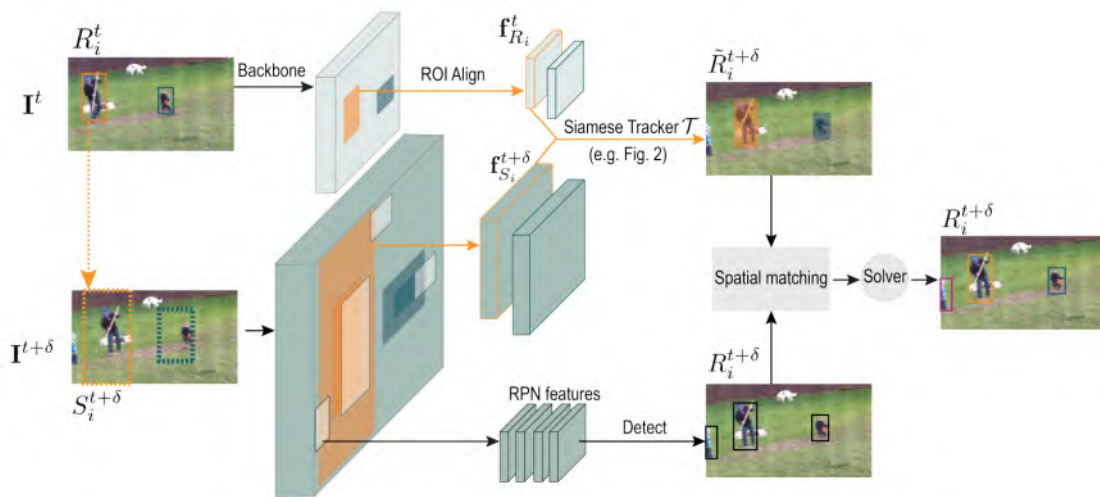 R_i^t
I^t
Backbone
ROI Align
f_{R_i}^t
Siamese Tracker 𝒯
(e.g. Fig. 2)
R̃_i^{t+δ}
f_{S_i}^{t+δ}
R_i^{t+δ}
Spatial matching
Solver
I^{t+δ}
S_i^{t+δ}
RPN features
Detect
R_i^{t+δ}